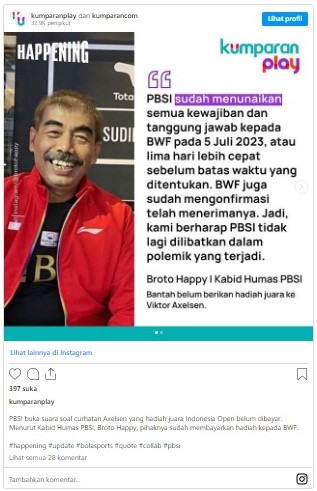 kumparanplay dan kumparancom
32.9K pengikut
Lihat profil
HAPPENING
kumparan
play
Total
SUDI
PBSI sudah menunaikan
semua kewajiban dan
tanggung jawab kepada
BWF pada 5 Juli 2023, atau
lima hari lebih cepat
sebelum batas waktu yang
ditentukan. BWF juga
sudah mengonfirmasi
telah menerimanya. Jadi,
kami berharap PBSI tidak
lagi dilibatkan dalam
polemik yang terjadi.
Broto Happy | Kabid Humas PBSI
Bantah belum berikan hadiah juara ke
Viktor Axelsen.
Lihat lainnya di Instagram
397 suka
kumparanplay
PBSI buka suara soal curhatan Axelsen yang hadiah juara Indonesia Open belum dibayar.
Menurut Kabid Humas PBSI, Broto Happy, pihaknya sudah membayarkan hadiah kepada BWF.
#happening #update #bolasports #quote #collab #pbsi
Lihat semua 28 komentar
Tambahkan komentar...